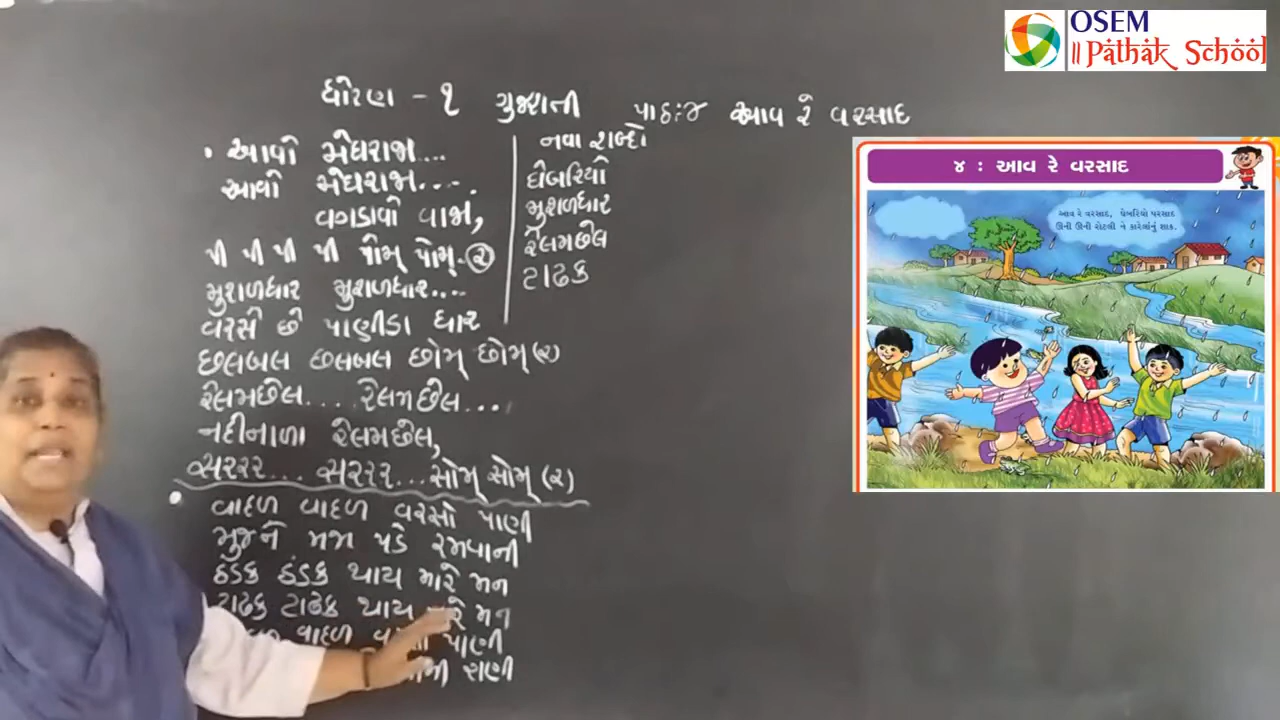 OSEM
Pathak School
ધોરણ - ૧ ગુજરાતી પાઠ:૪ આવ રે વરસાદ
• આવો મેઘરાજા....
આવો મેઘરાજા....
વગડાવો વાજા,
પી પી પી પી પોમ્ પોમ્. ૨
મુશળધાર મુશળધાર....
વરસે છે પાણીડા ધાર
છલબલ છલબલ છોમ્ છોમ્ (૨)
રેલમછેલ.... રેલમછેલ...
નદીનાળા રેલમછેલ,
સરરર... સરરર...સોમ્ સોમ્ (૨)
• વાદળ વાદળ વરસો પાણી
મુજને મજા પડે રમવાની
ઠંડક ઠંડક થાય મારે મન
ટાઢક ટાઢક થાય મન
વાદળ પાણી
રાણી
નવા શબ્દો
ઢેબરિયો
મુશળધાર
રેલમછેલ
ટાઢક
૪ : આવ રે વરસાદ
આવ રે વરસાદ, ઘેબરિયો પરસાદ
ઊની ઊની રોટલી ને કારેલાંનું શાક.